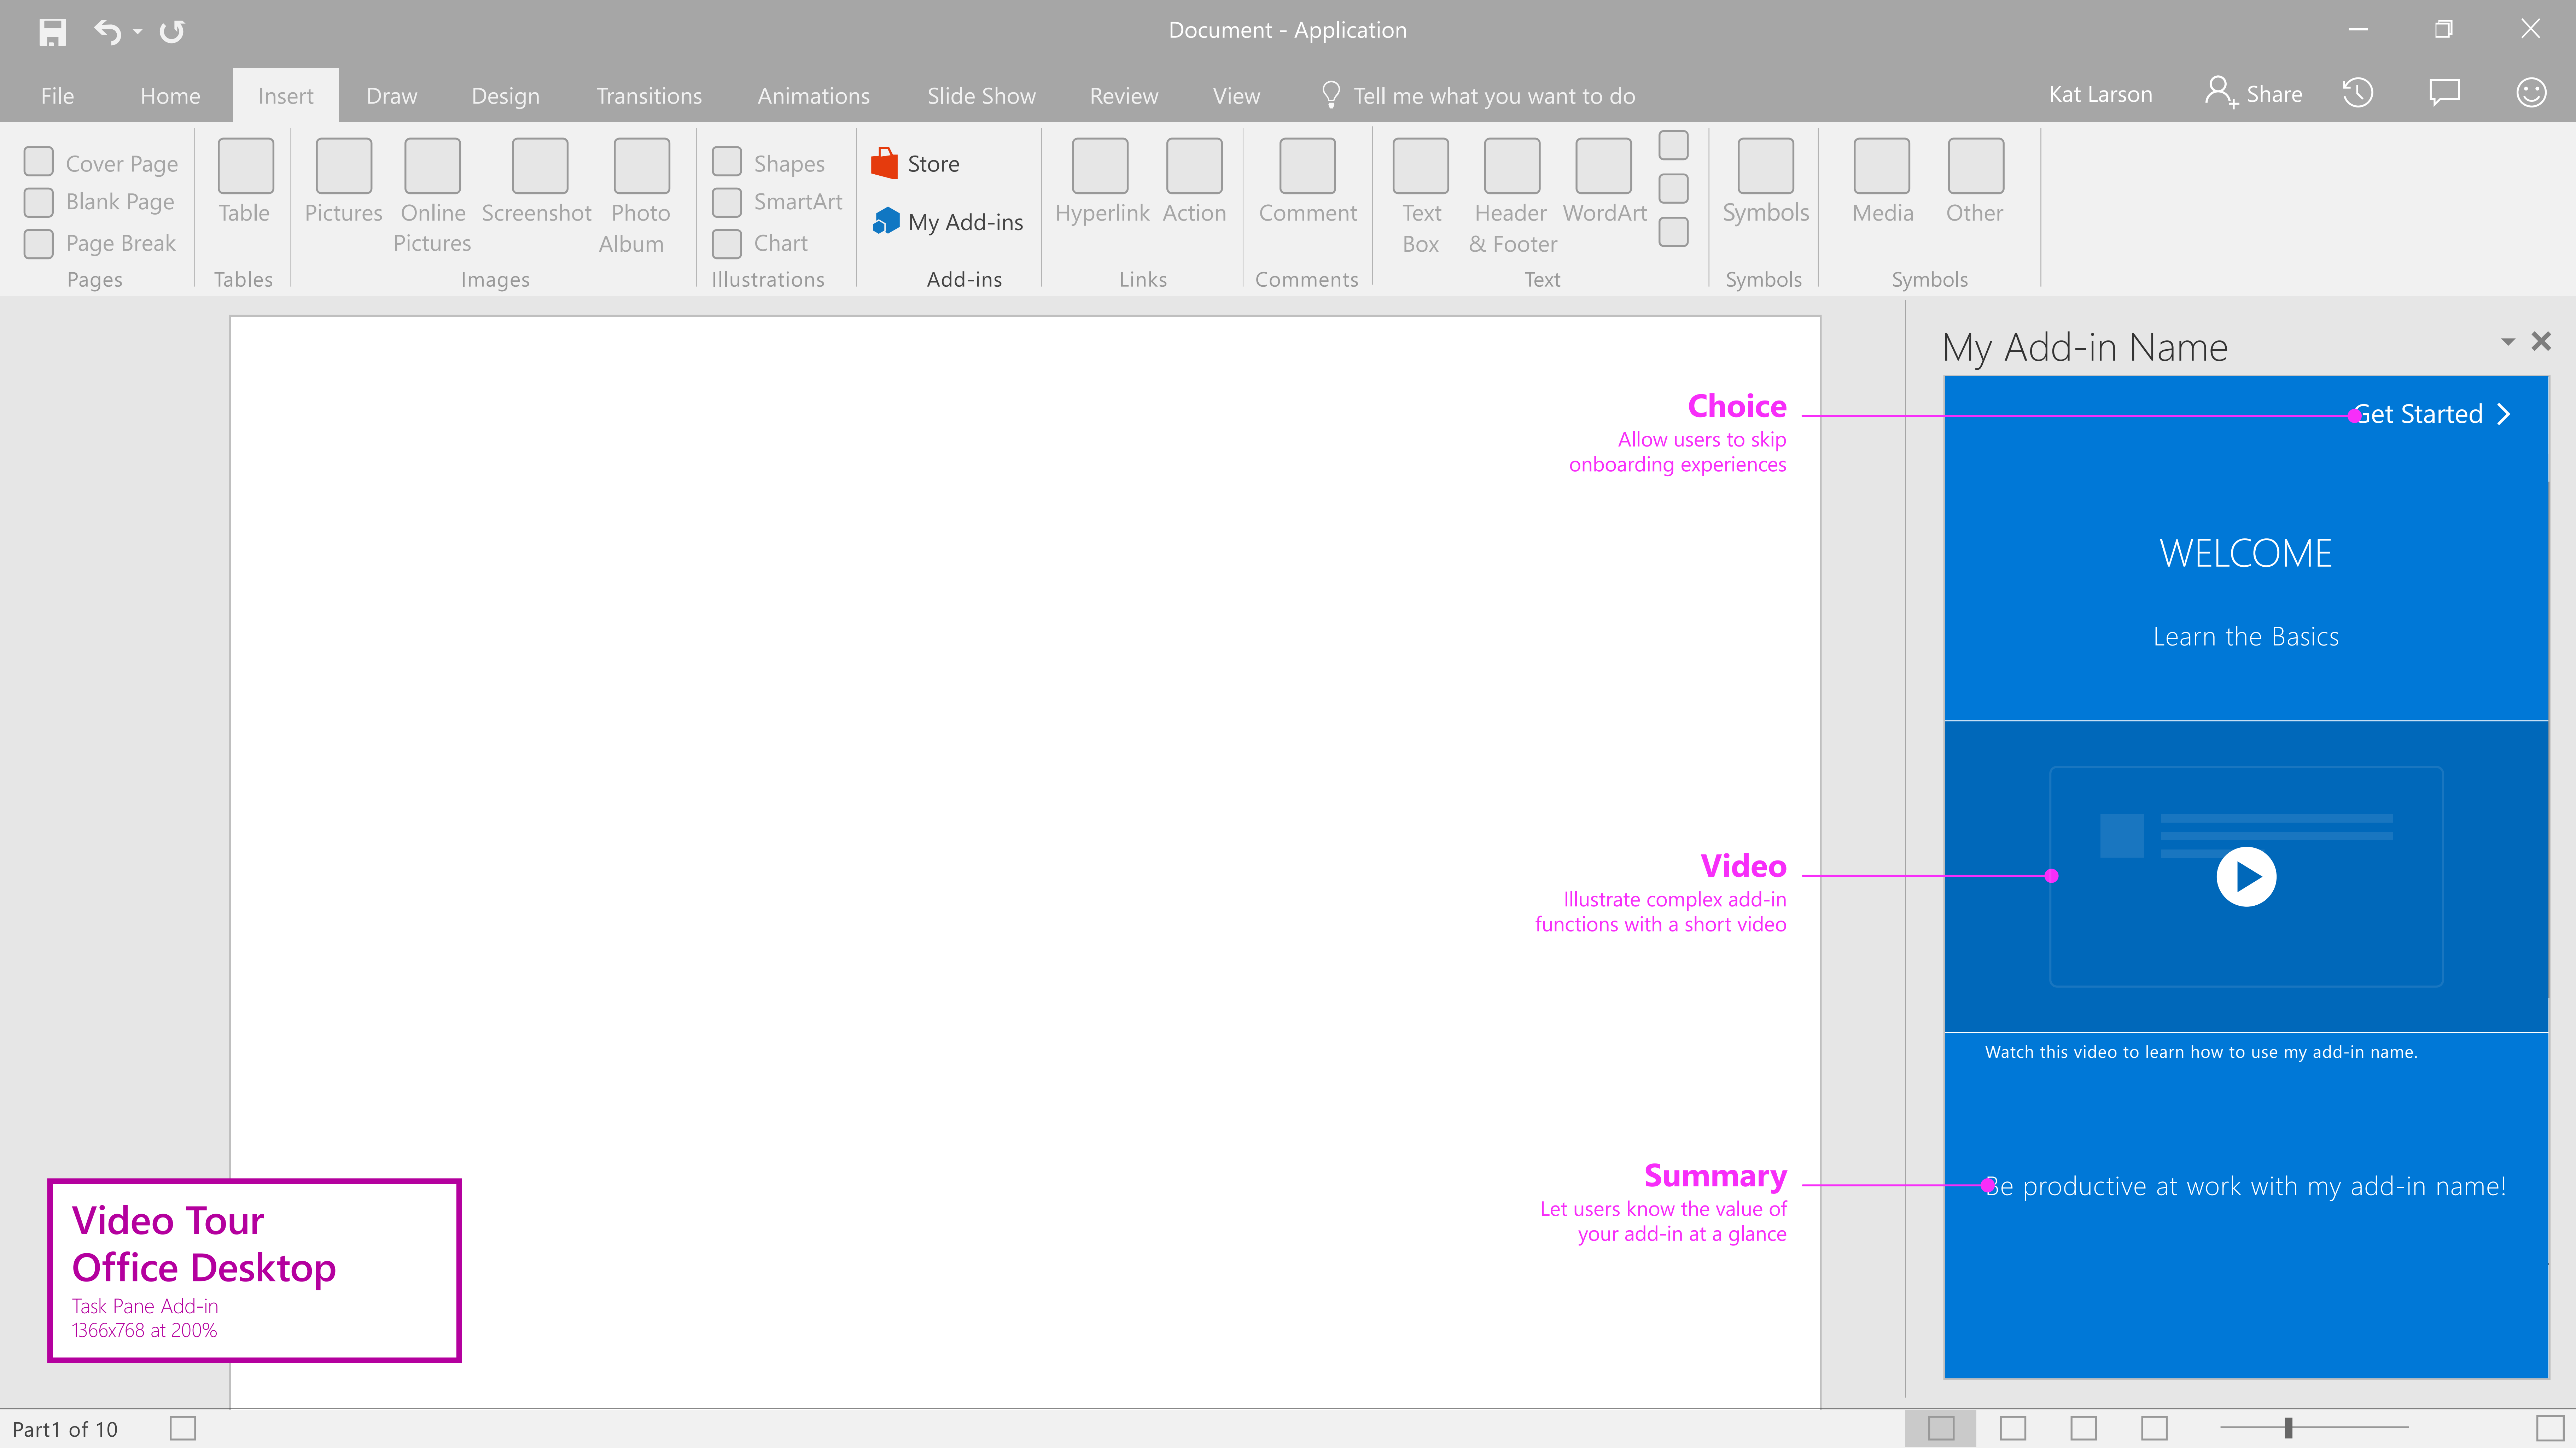 Document - Application
File
Home
Insert
Draw
Design
Transitions
Animations
Slide Show
Review
View
Tell me what you want to do
Kat Larson
Share
Cover Page
Blank Page
Page Break
Pages
Table
Tables
Pictures
Online
Pictures
Screenshot
Photo
Album
Images
Shapes
SmartArt
Chart
Illustrations
Store
My Add-ins
Add-ins
Hyperlink
Action
Links
Comment
Comments
Text
Box
Header
& Footer
WordArt
Text
Symbols
Symbols
Media
Other
Symbols
My Add-in Name
Choice
Allow users to skip
onboarding experiences
Get Started
WELCOME
Learn the Basics
Video
Illustrate complex add-in
functions with a short video
Watch this video to learn how to use my add-in name.
Summary
Let users know the value of
your add-in at a glance
Be productive at work with my add-in name!
Video Tour
Office Desktop
Task Pane Add-in
1366x768 at 200%
Part1 of 10